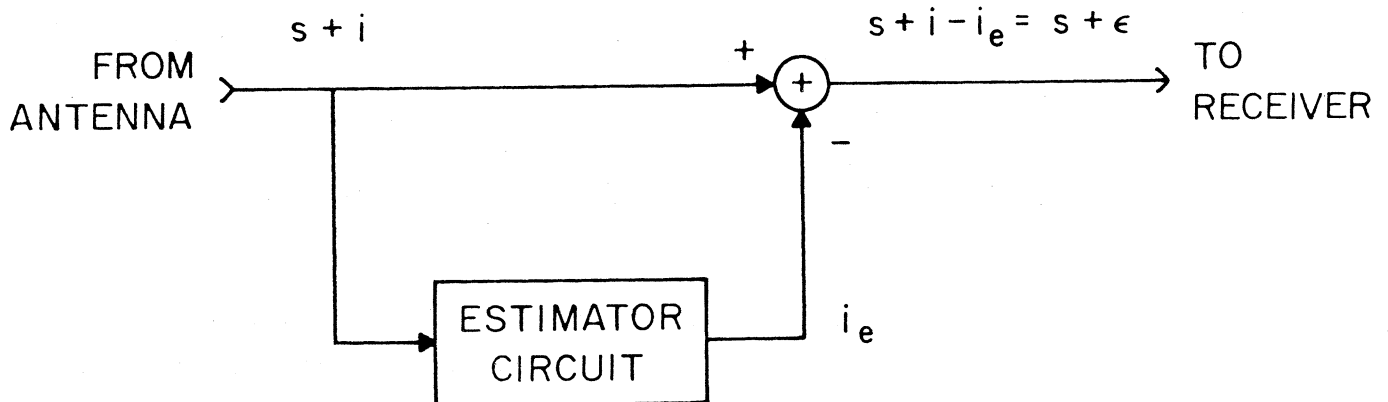 s + i
s + i - i_e = s + ϵ
FROM
ANTENNA
+
+
TO
RECEIVER
-
ESTIMATOR
CIRCUIT
i_e